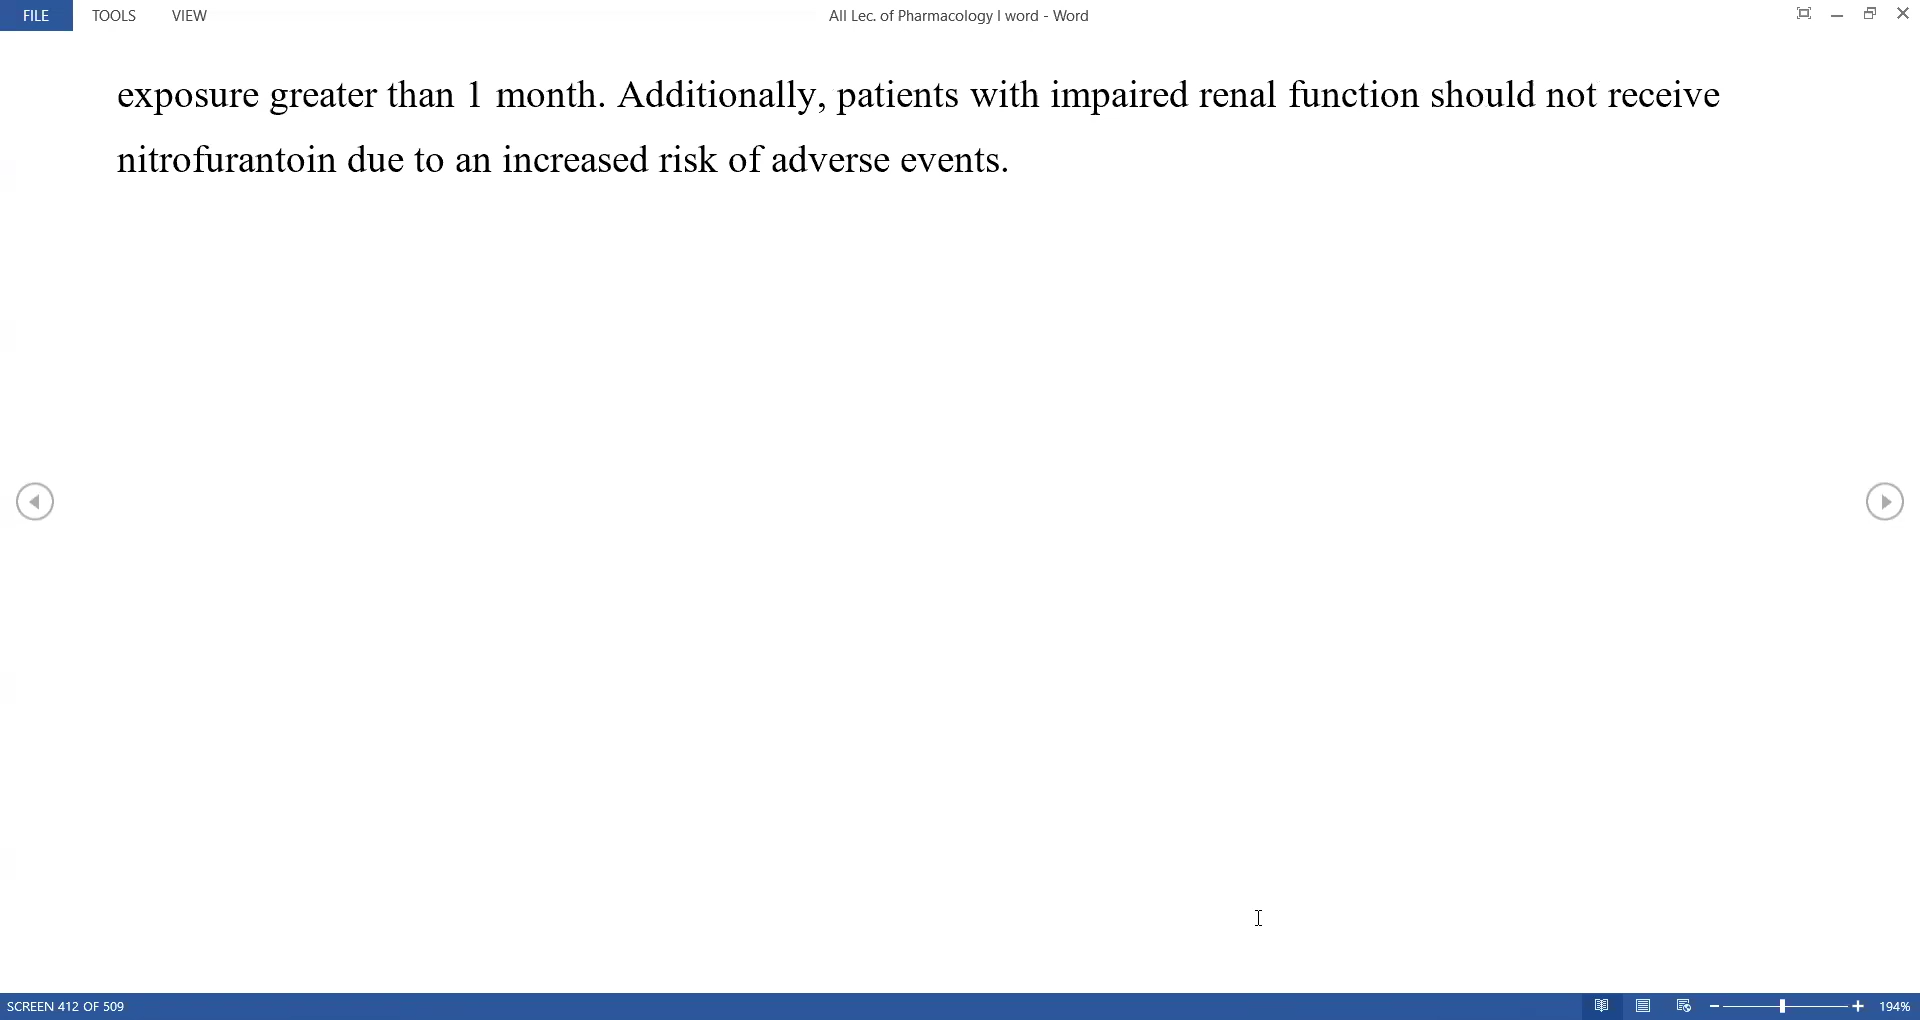 FILE TOOLS VIEW All Lec. of Pharmacology I word - Word
exposure greater than 1 month. Additionally, patients with impaired renal function should not receive
nitrofurantoin due to an increased risk of adverse events.
SCREEN 412 OF 509 194%